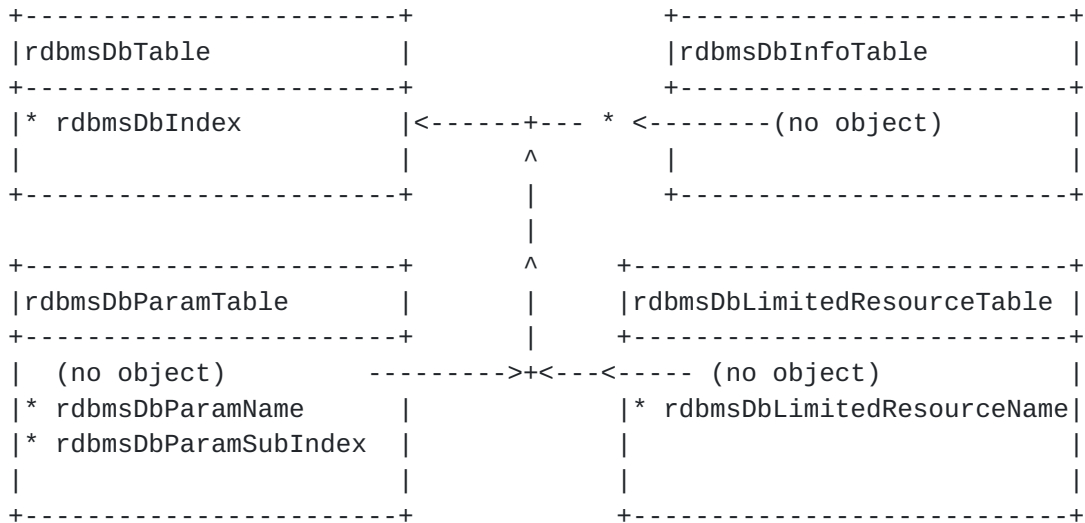 +------------------------+                +-------------------------+
|rdbmsDbTable            |                |rdbmsDbInfoTable         |
+------------------------+                +-------------------------+
|* rdbmsDbIndex          |<------+--- * <--------(no object)        |
|                        |       ^        |                         |
+------------------------+       |        +-------------------------+
                                 |
+------------------------+       ^     +----------------------------+
|rdbmsDbParamTable       |       |     |rdbmsDbLimitedResourceTable |
+------------------------+       |     +----------------------------+
|  (no object)         --------->+<---<----- (no object)            |
|* rdbmsDbParamName      |             |* rdbmsDbLimitedResourceName|
|* rdbmsDbParamSubIndex  |             |                            |
|                        |             |                            |
+------------------------+             +----------------------------+